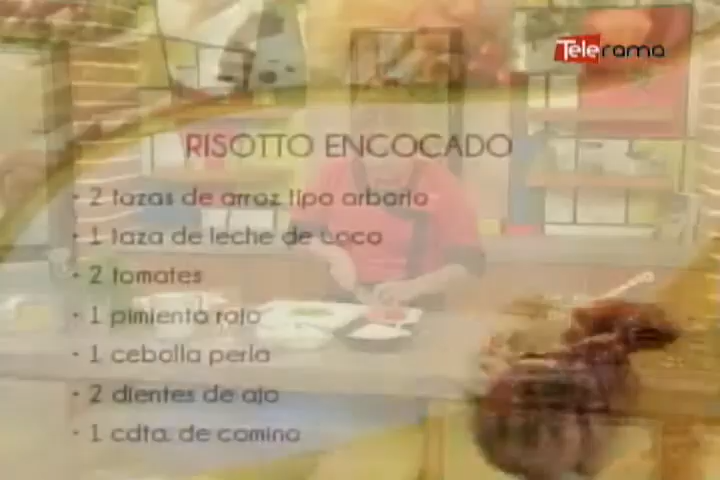 Telerama
RISOTTO ENCOCADO
· 2 tazas de arroz tipo arborio
· 1 taza de leche de coco
· 2 tomates
· 1 pimiento rojo
· 1 cebolla perla
· 2 dientes de ajo
· 1 cdta. de comino